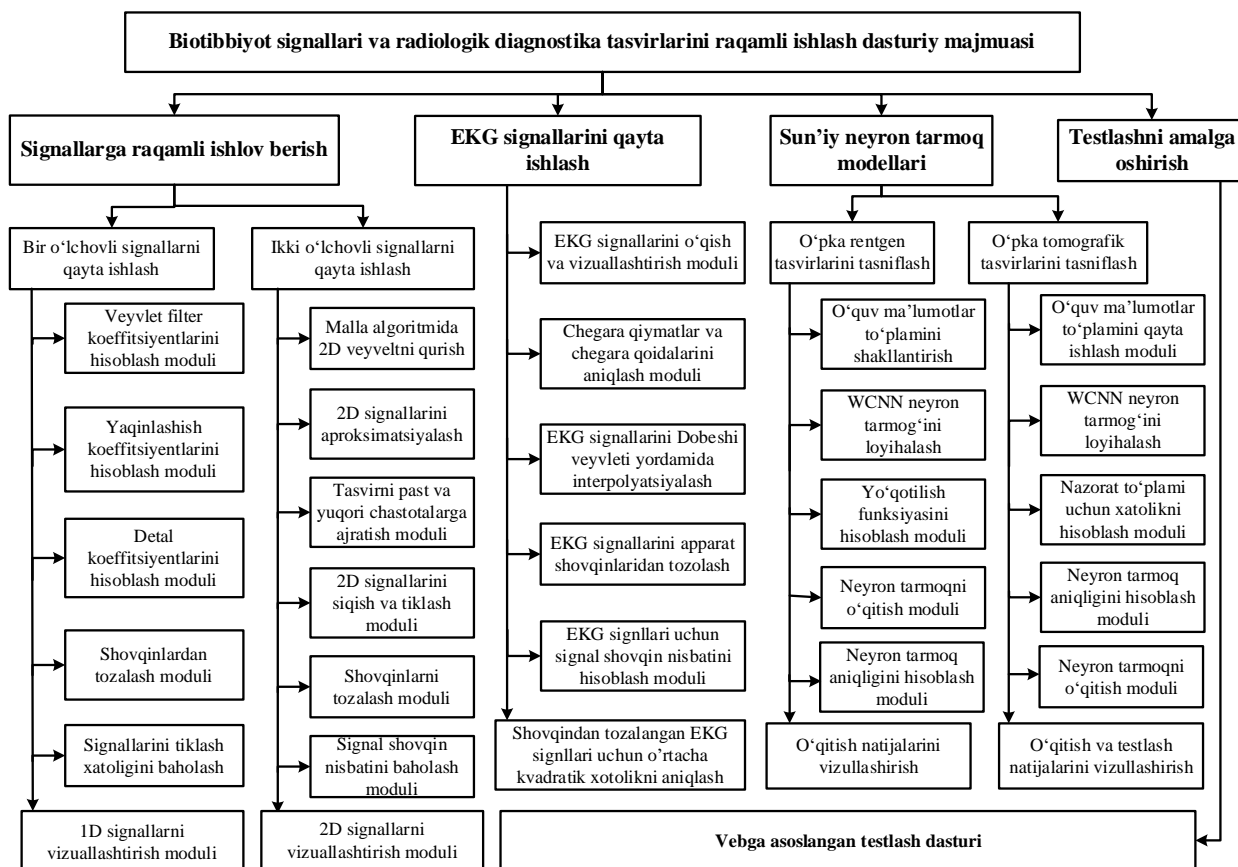 Biotibbiyot signallari va radiologik diagnostika tasvirlarini raqamli ishlash dasturiy majmuasi
Signallarga raqamli ishlov berish
EKG signallarini qayta
ishlash
Sun’iy neyron tarmoq
modellari
Testlashni amalga
oshirish
Bir o‘lchovli signallarni
qayta ishlash
Veyvlet filter
koeffitsiyentlarini
hisoblash moduli
Yaqinlashish
koeffitsiyentlarini
hisoblash moduli
Detal
koeffitsiyentlarini
hisoblash moduli
Shovqinlardan
tozalash moduli
Signallarini tiklash
xatoligini baholash
1D signallarni
vizuallashtirish moduli
Ikki o‘lchovli signallarni
qayta ishlash
Malla algoritmida
2D veyveltni qurish
2D signallarini
aproksimatsiyalash
Tasvirni past va
yuqori chastotalarga
ajratish moduli
2D signallarini
siqish va tiklash
moduli
Shovqinlarni
tozalash moduli
Signal shovqin
nisbatini baholash
moduli
2D signallarni
vizuallashtirish moduli
EKG signallarini o‘qish
va vizuallashtirish moduli
Chegara qiymatlar va
chegara qoidalarini
aniqlash moduli
EKG signallarini Dobeshi
veyvleti yordamida
interpolyatsiyalash
EKG signallarini apparat
shovqinlaridan tozolash
EKG signllari uchun
signal shovqin nisbatini
hisoblash moduli
Shovqindan tozalangan EKG
signllari uchun o’rtacha
kvadratik xotolikni aniqlash
O‘pka rentgen
tasvirlarini tasniflash
O‘quv ma’lumotlar
to‘plamini
shakllantirish
WCNN neyron
tarmog‘ini
loyihalash
Yo‘qotilish
funksiyasini
hisoblash moduli
Neyron tarmoqni
o‘qitish moduli
Neyron tarmoq
aniqligini hisoblash
moduli
O‘qitish natijalarini
vizullashirish
O‘pka tomografik
tasvirlarini tasniflash
O‘quv ma’lumotlar
to‘plamini qayta
ishlash moduli
WCNN neyron
tarmog‘ini
loyihalash
Nazorat to‘plami
uchun xatolikni
hisoblash moduli
Neyron tarmoq
aniqligini hisoblash
moduli
Neyron tarmoqni
o‘qitish moduli
O‘qitish va testlash
natijalarini vizullashirish
Vebga asoslangan testlash dasturi